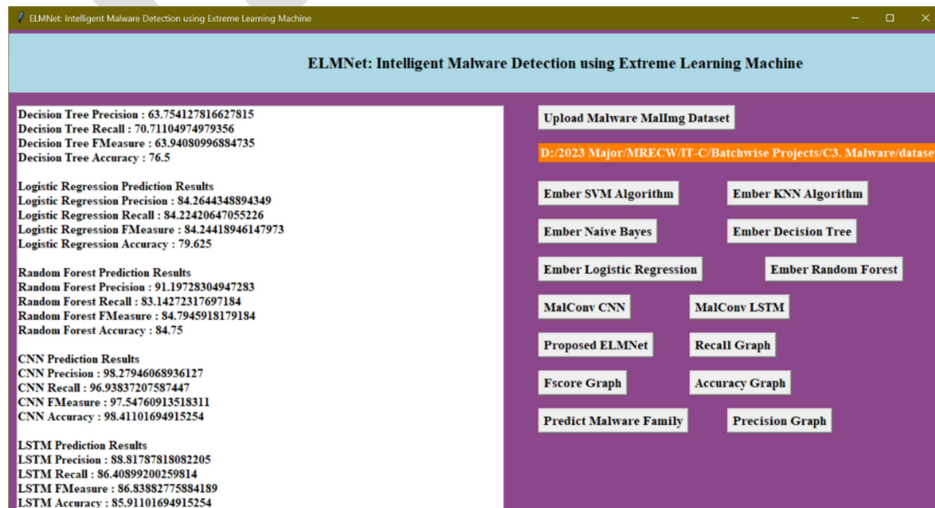 ELMNet: Intelligent Malware Detection using Extreme Learning Machine
ELMNet: Intelligent Malware Detection using Extreme Learning Machine
Decision Tree Precision : 63.754127816627815
Decision Tree Recall : 70.71104974979356
Decision Tree FMeasure : 63.94080996884735
Decision Tree Accuracy : 76.5
Logistic Regression Prediction Results
Logistic Regression Precision : 84.2644348894349
Logistic Regression Recall : 84.22420647055226
Logistic Regression FMeasure : 84.24418946147973
Logistic Regression Accuracy : 79.625
Random Forest Prediction Results
Random Forest Precision : 91.19728304947283
Random Forest Recall : 83.14272317697184
Random Forest FMeasure : 84.7945918179184
Random Forest Accuracy : 84.75
CNN Prediction Results
CNN Precision : 98.27946068936127
CNN Recall : 96.93837207587447
CNN FMeasure : 97.54760913518311
CNN Accuracy : 98.41101694915254
LSTM Prediction Results
LSTM Precision : 88.81787818082205
LSTM Recall : 86.40899200259814
LSTM FMeasure : 86.83882775884189
LSTM Accuracy : 85.91101694915254
Upload Malware MalImg Dataset
D:/2023 Major/MRECW/IT-C/Batchwise Projects/C3. Malware/datase
Ember SVM Algorithm
Ember KNN Algorithm
Ember Naive Bayes
Ember Decision Tree
Ember Logistic Regression
Ember Random Forest
MalConv CNN
MalConv LSTM
Proposed ELMNet
Recall Graph
Fscore Graph
Accuracy Graph
Predict Malware Family
Precision Graph